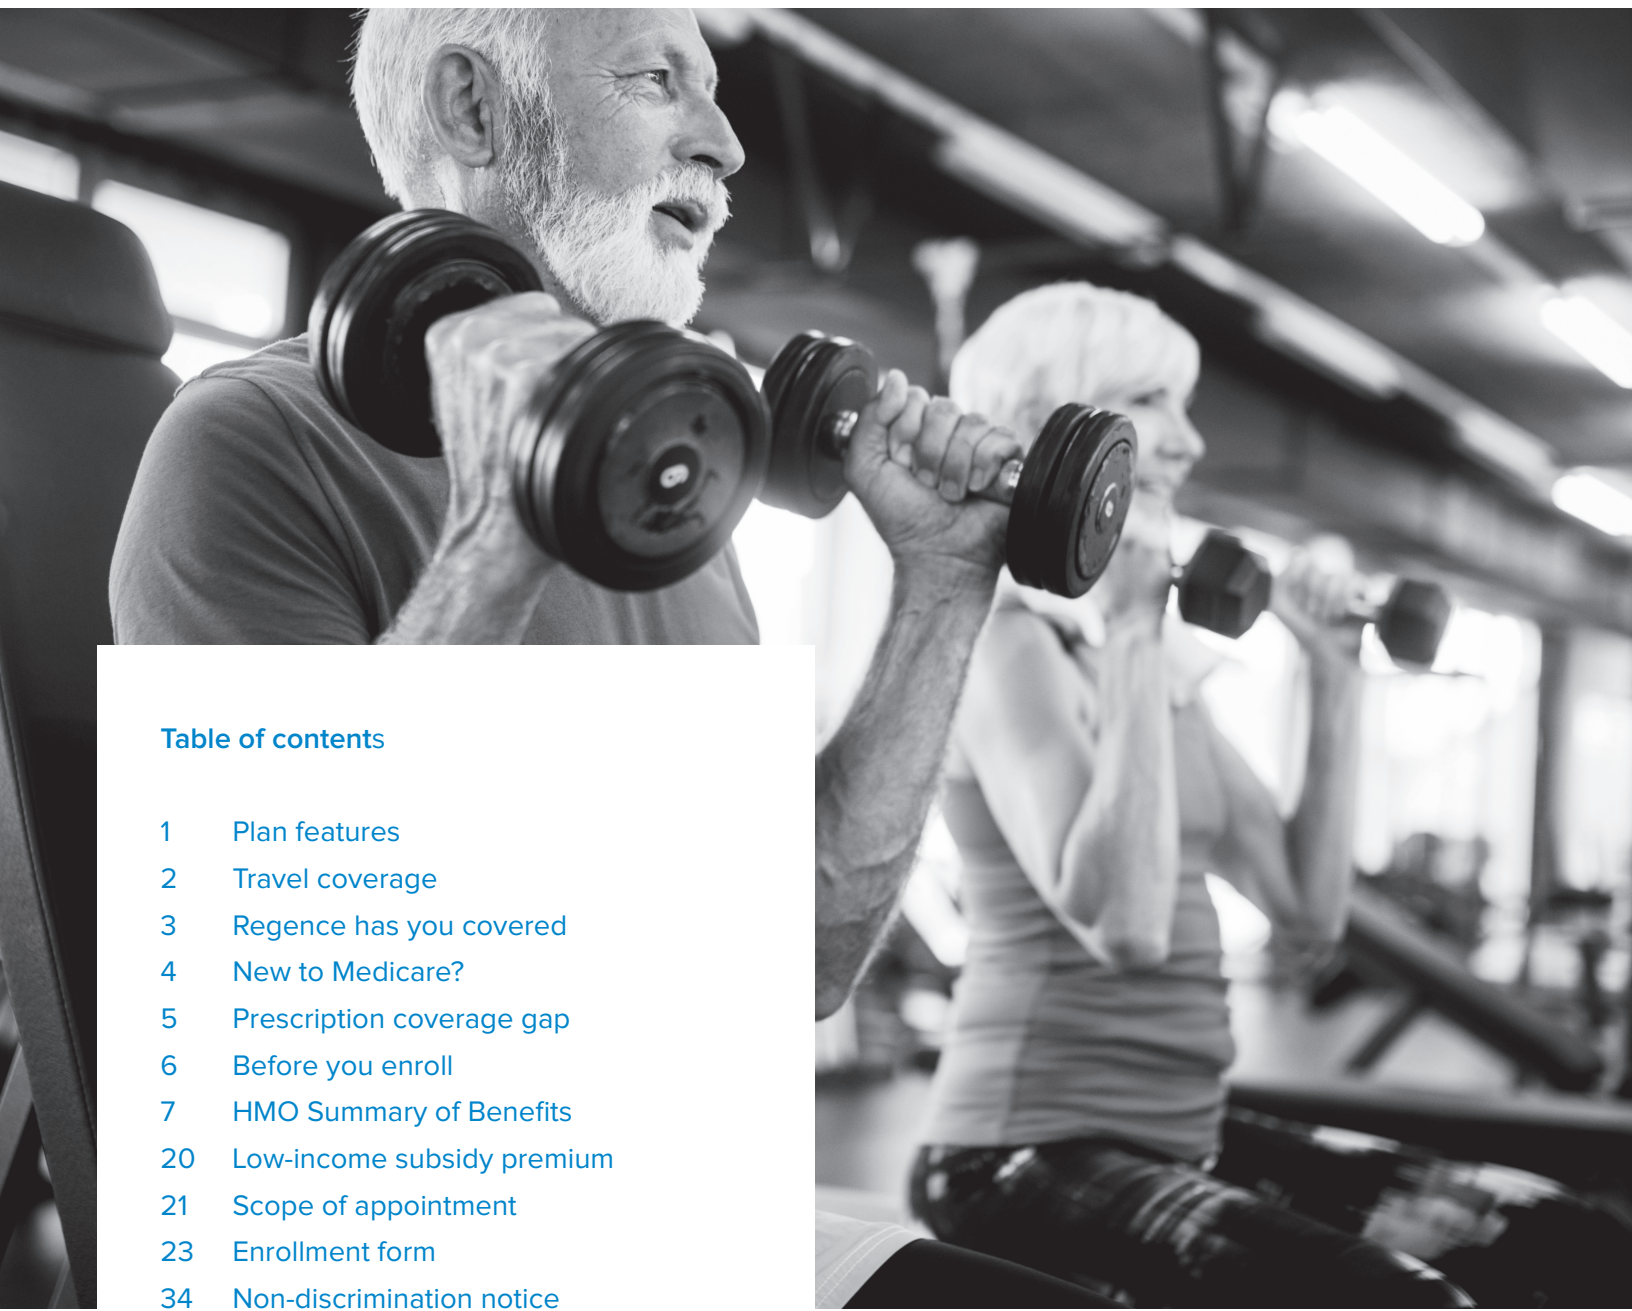 Table of contents
1 Plan features
2 Travel coverage
3 Regence has you covered
4 New to Medicare?
5 Prescription coverage gap
6 Before you enroll
7 HMO Summary of Benefits
20 Low-income subsidy premium
21 Scope of appointment
23 Enrollment form
34 Non-discrimination notice